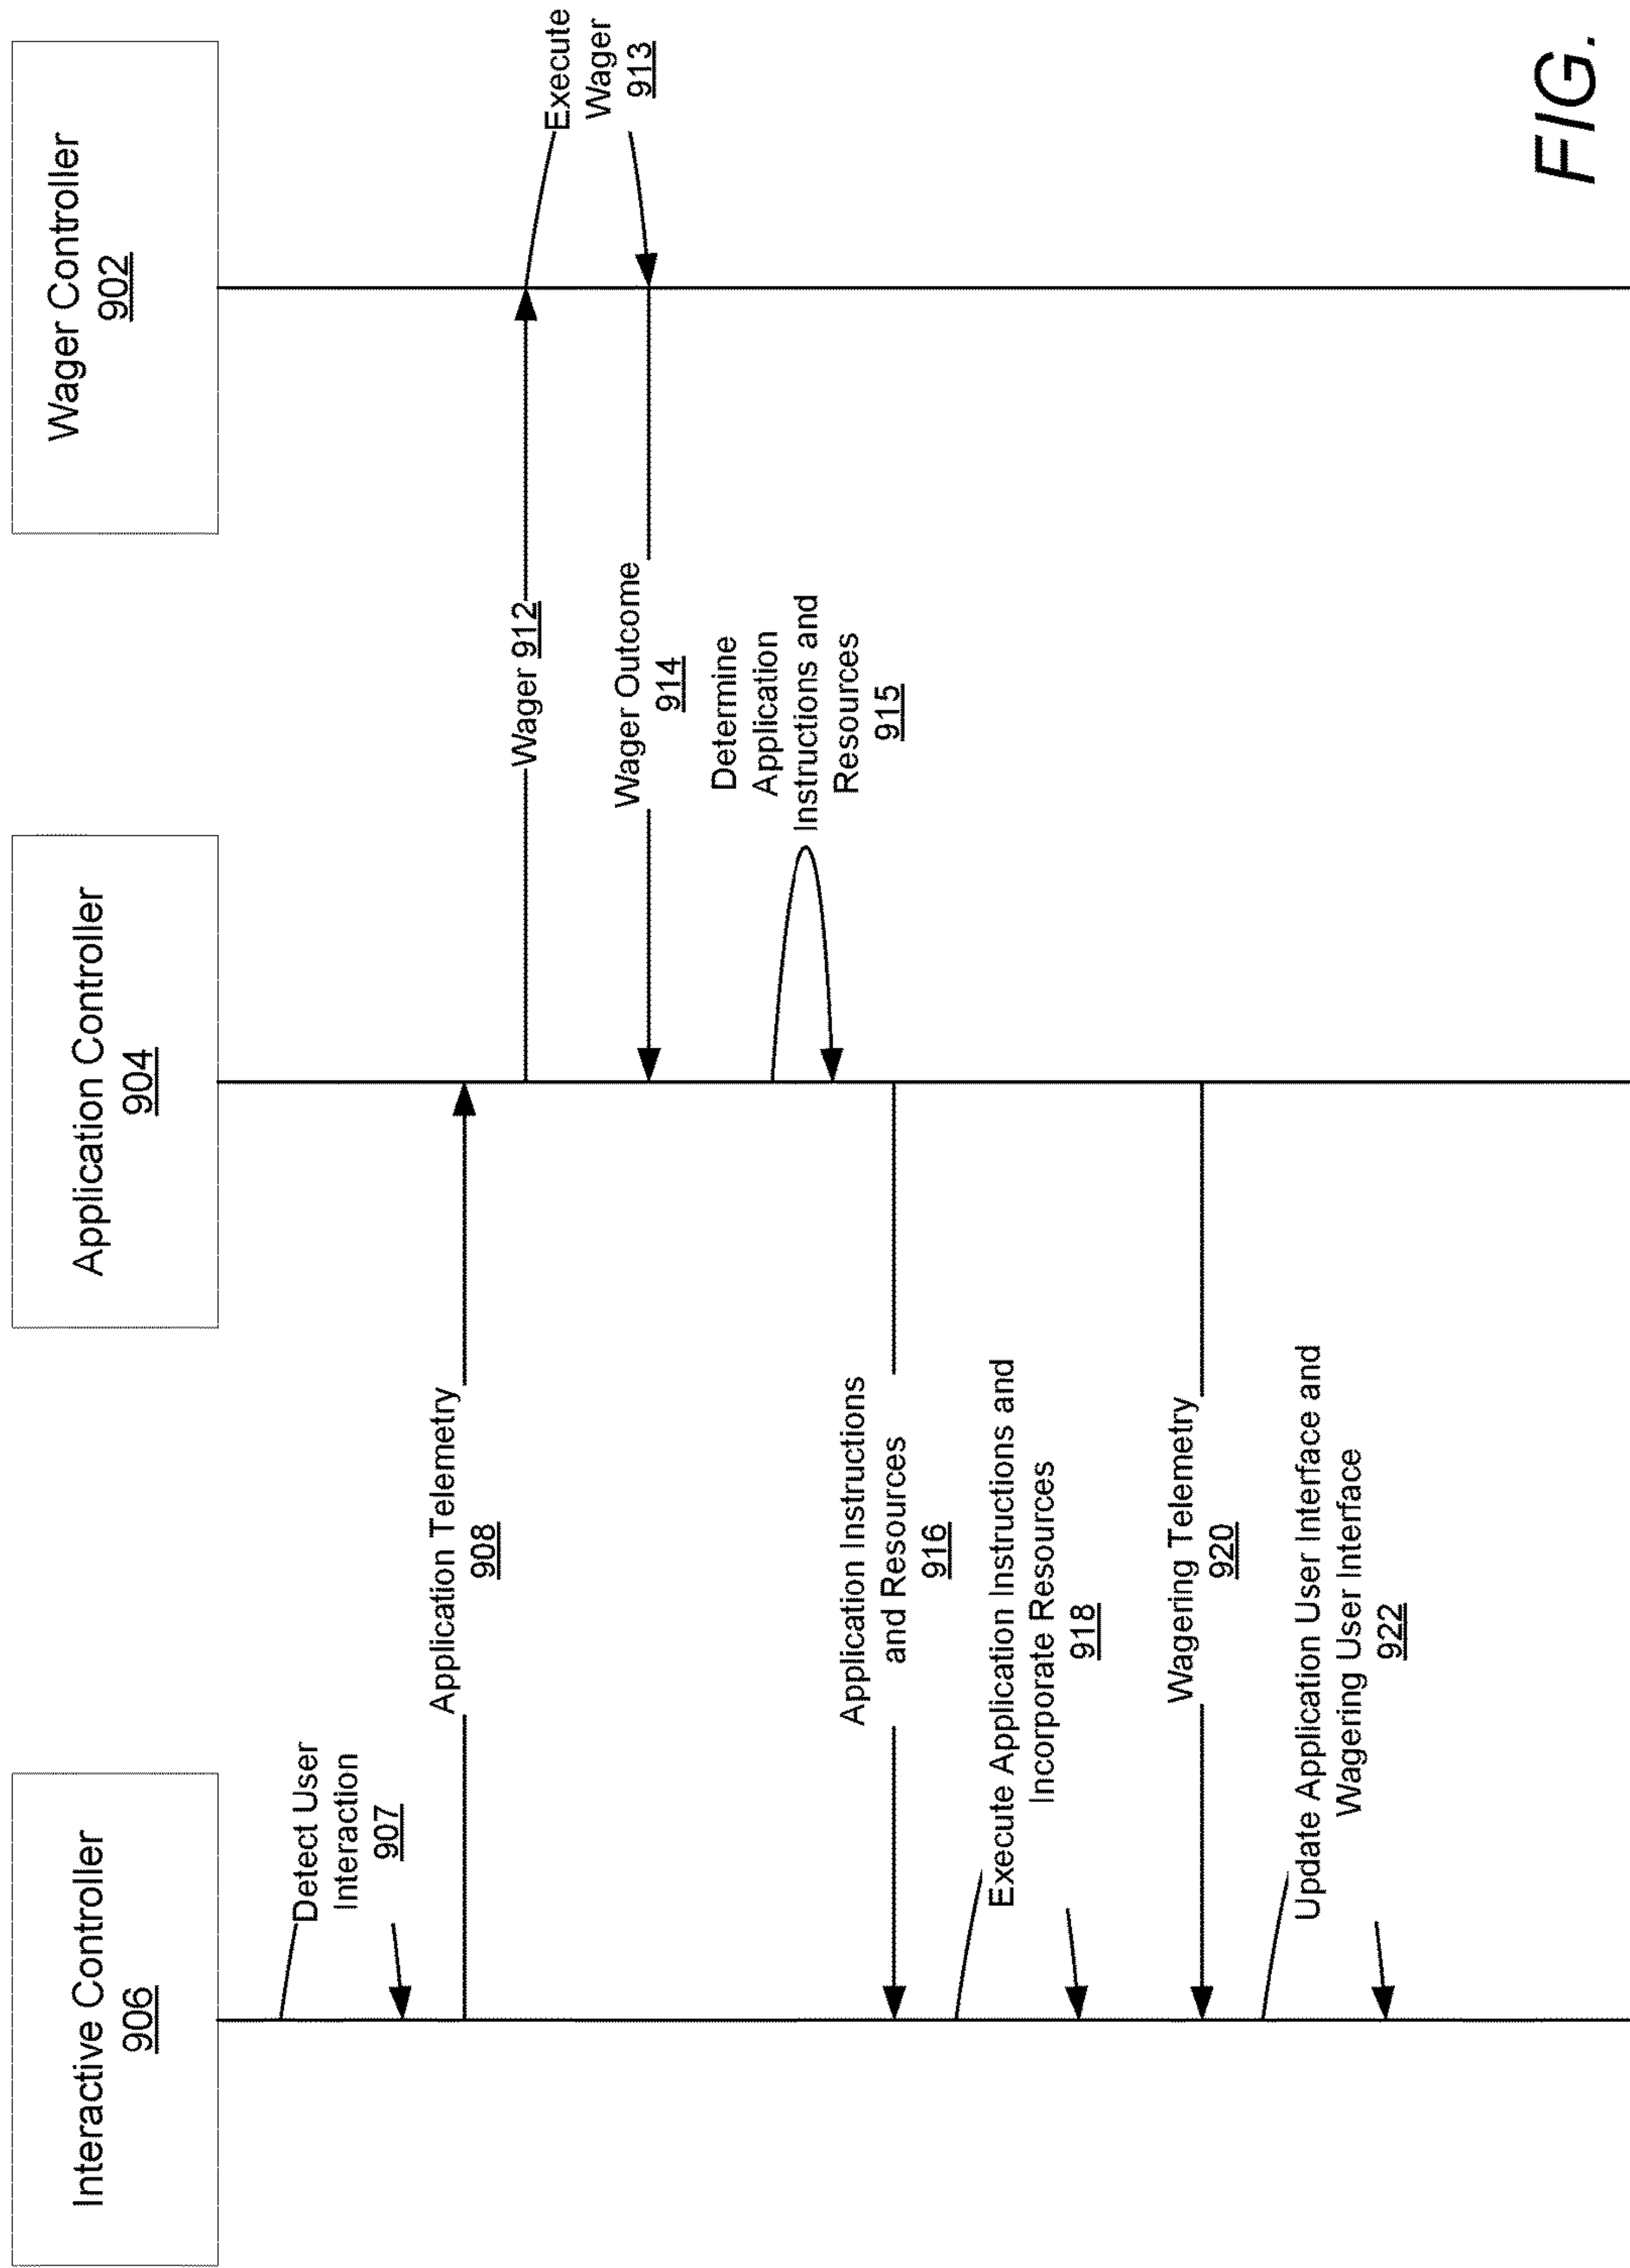 Interactive Controller
906
Application Controller
904
Wager Controller
902
Detect User
Interaction
907
Application Telemetry
908
Wager 912
Execute
Wager
913
Wager Outcome
914
Determine
Application
Instructions and
Resources
915
Application Instructions
and Resources
916
Execute Application Instructions and
Incorporate Resources
918
Wagering Telemetry
920
Update Application User Interface and
Wagering User Interface
922
FIG.